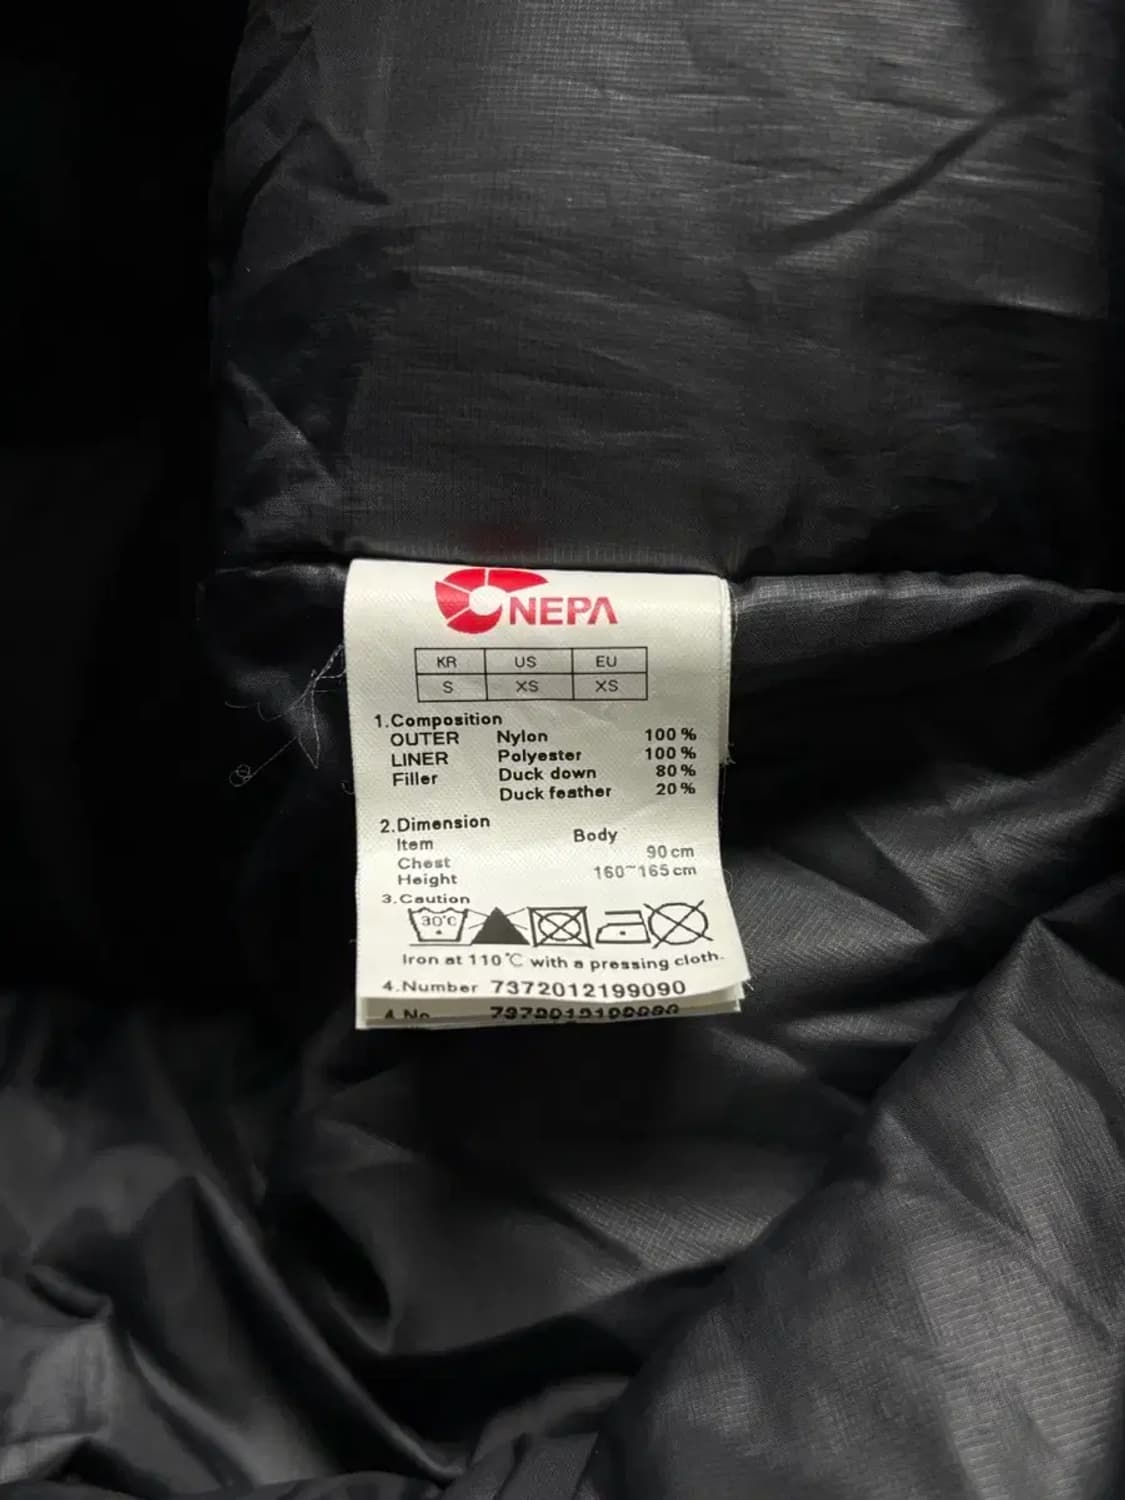 NEPA
KR US EU
S XS XS
1.Composition
OUTER Nylon 100%
LINER Polyester 100%
Filler Duck down 80%
Duck feather 20%
2.Dimension
Item Body
Chest 90cm
Height 160~165cm
3.Caution
30℃
Iron at 110℃ with a pressing cloth.
4.Number 7372012199090
4.N